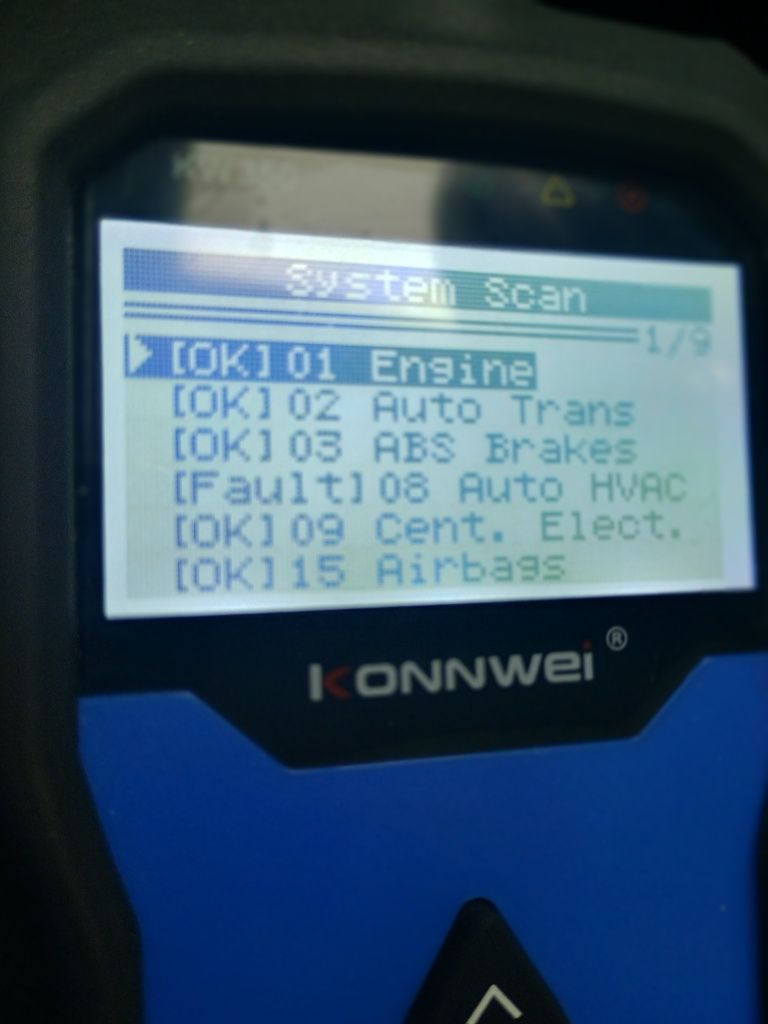 System Scan
1/9
[OK] 01 Engine
[OK] 02 Auto Trans
[OK] 03 ABS Brakes
[Fault] 08 Auto HVAC
[OK] 09 Cent. Elect.
[OK] 15 Airbags
KONNWEI®